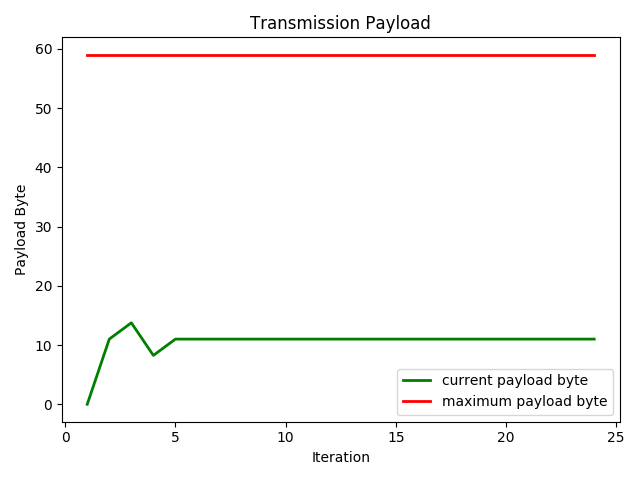 Transmission Payload
60
50
40
30
20
10
0
Payload Byte
0 5 10 15 20 25
Iteration
current payload byte
maximum payload byte